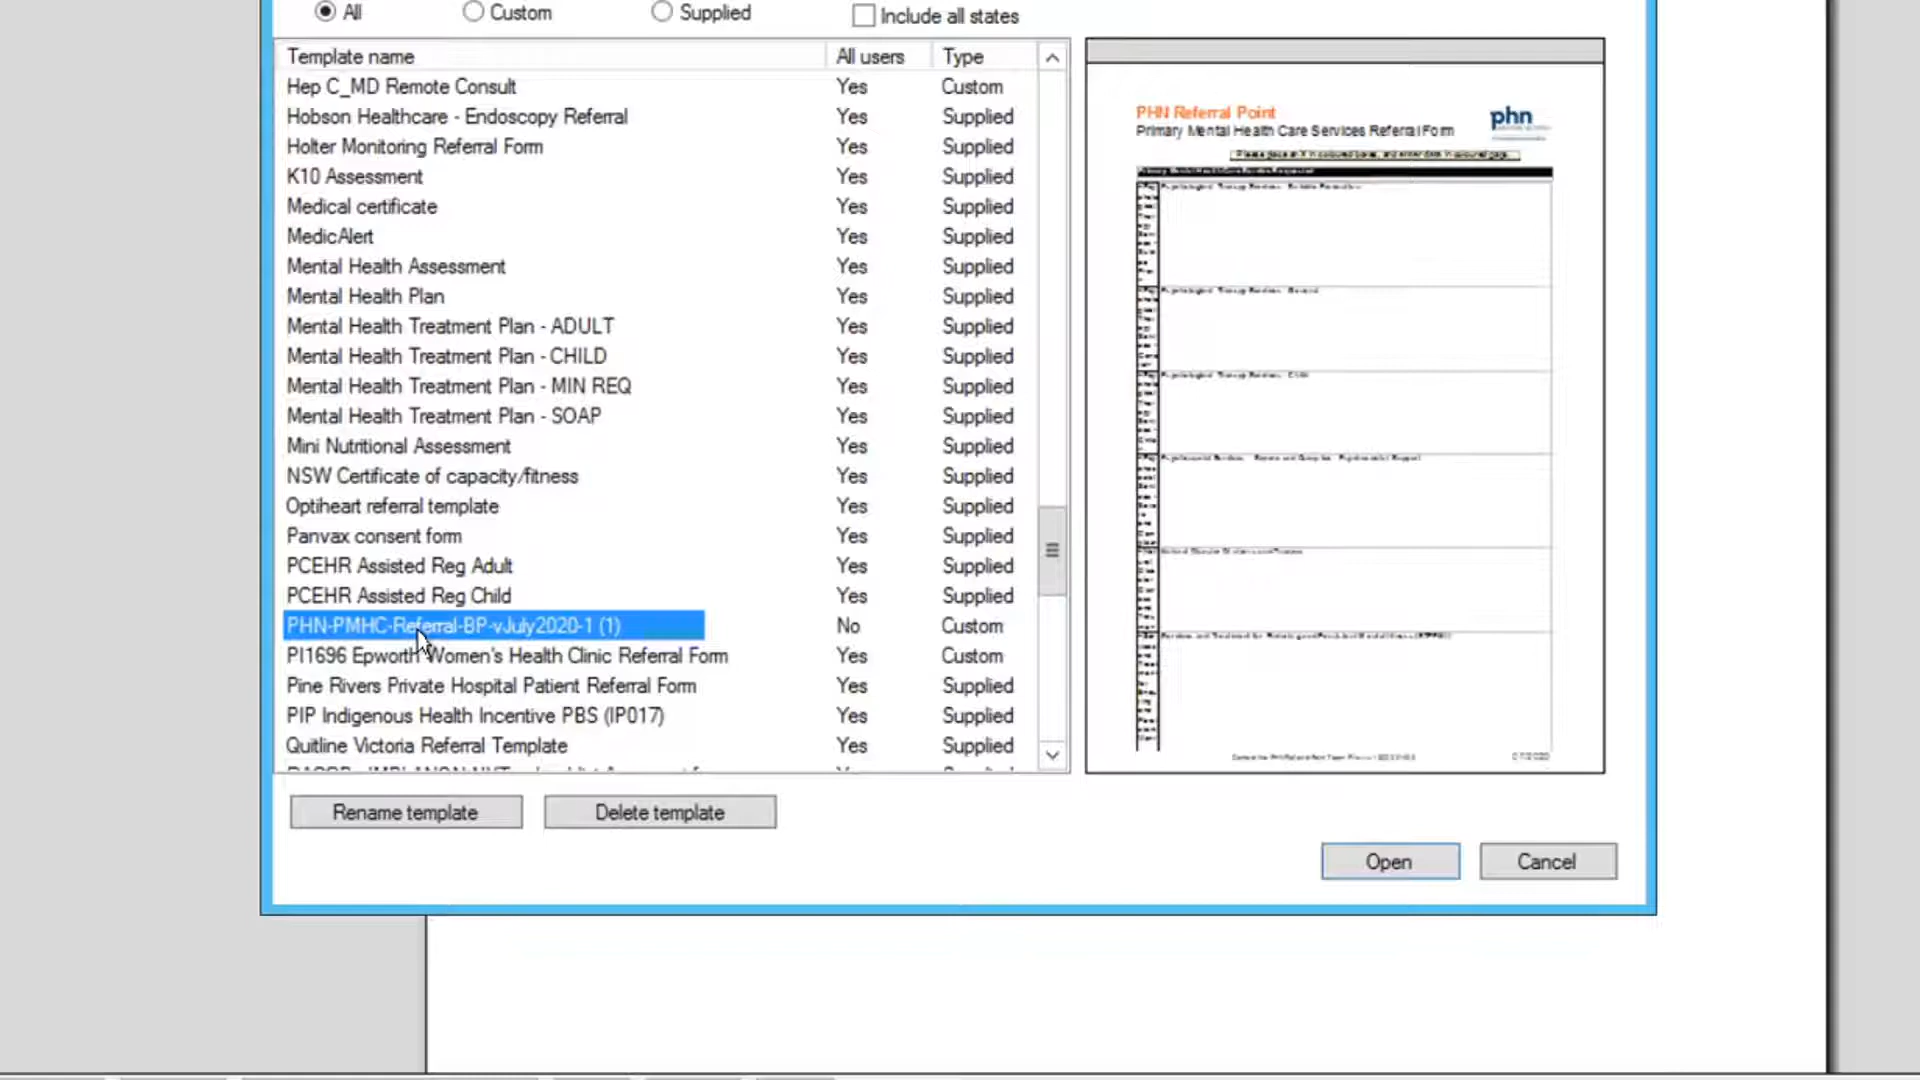 All Custom Supplied Include all states
Template name All users Type
Hep C_MD Remote Consult Yes Custom
Hobson Healthcare - Endoscopy Referral Yes Supplied
Holter Monitoring Referral Form Yes Supplied
K10 Assessment Yes Supplied
Medical certificate Yes Supplied
MedicAlert Yes Supplied
Mental Health Assessment Yes Supplied
Mental Health Plan Yes Supplied
Mental Health Treatment Plan - ADULT Yes Supplied
Mental Health Treatment Plan - CHILD Yes Supplied
Mental Health Treatment Plan - MIN REQ Yes Supplied
Mental Health Treatment Plan - SOAP Yes Supplied
Mini Nutritional Assessment Yes Supplied
NSW Certificate of capacity/fitness Yes Supplied
Optiheart referral template Yes Supplied
Panvax consent form Yes Supplied
PCEHR Assisted Reg Adult Yes Supplied
PCEHR Assisted Reg Child Yes Supplied
PHN-PMHC-Referral-BP-vJuly2020-1 (1) No Custom
PI1696 Epworth Women's Health Clinic Referral Form Yes Custom
Pine Rivers Private Hospital Patient Referral Form Yes Supplied
PIP Indigenous Health Incentive PBS (IP017) Yes Supplied
Quitline Victoria Referral Template Yes Supplied
Rename template Delete template
PHN Referral Point
Primary Mental Health Care Services Referral Form
phn
Open Cancel